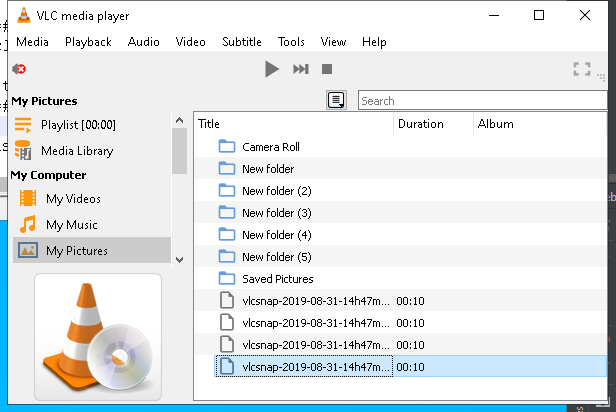 VLC media player
Media Playback Audio Video Subtitle Tools View Help
Search
My Pictures
Playlist [00:00]
Media Library
My Computer
My Videos
My Music
My Pictures
Title Duration Album
Camera Roll
New folder
New folder (2)
New folder (3)
New folder (4)
New folder (5)
Saved Pictures
vlcsnap-2019-08-31-14h47m... 00:10
vlcsnap-2019-08-31-14h47m... 00:10
vlcsnap-2019-08-31-14h47m... 00:10
vlcsnap-2019-08-31-14h47m... 00:10